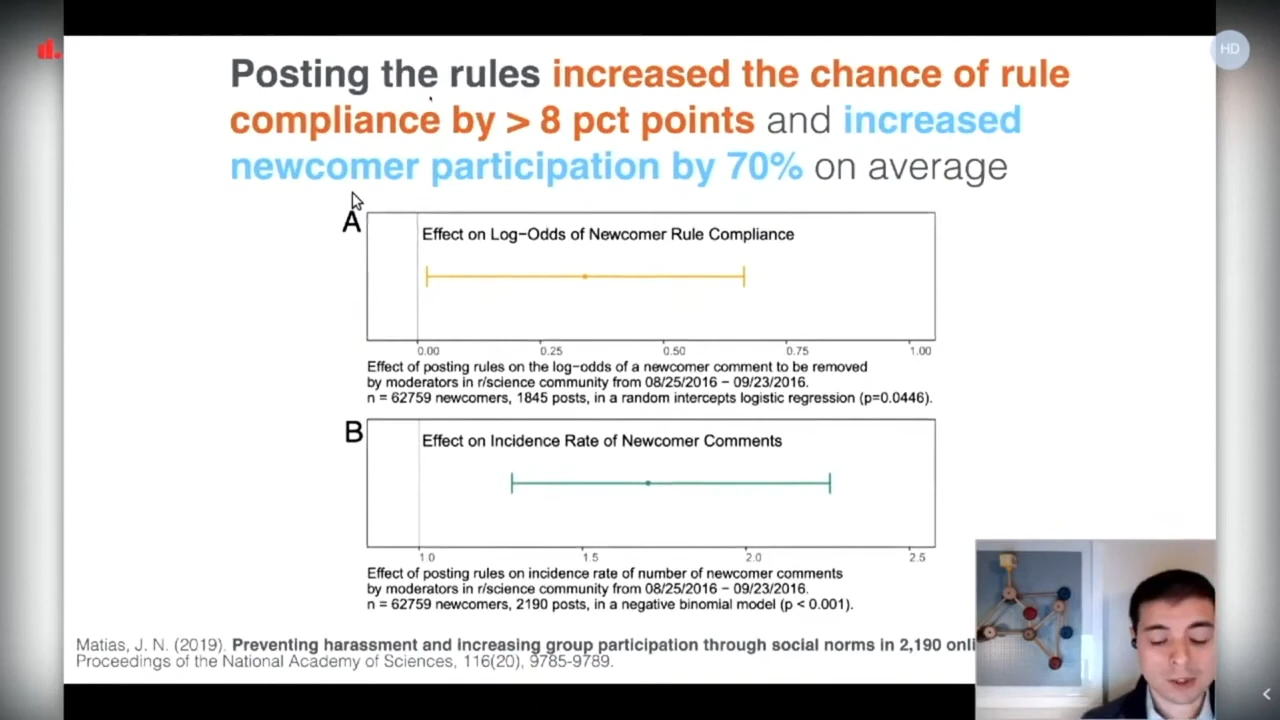 HD
Posting the rules increased the chance of rule
compliance by > 8 pct points and increased
newcomer participation by 70% on average
A
Effect on Log-Odds of Newcomer Rule Compliance
0.00 0.25 0.50 0.75 1.00
Effect of posting rules on the log-odds of a newcomer comment to be removed
by moderators in r/science community from 08/25/2016 - 09/23/2016.
n = 62759 newcomers, 1845 posts, in a random intercepts logistic regression (p=0.0446).
B
Effect on Incidence Rate of Newcomer Comments
1.0 1.5 2.0 2.5
Effect of posting rules on incidence rate of number of newcomer comments
by moderators in r/science community from 08/25/2016 - 09/23/2016.
n = 62759 newcomers, 2190 posts, in a negative binomial model (p < 0.001).
Matias, J. N. (2019). Preventing harassment and increasing group participation through social norms in 2,190 onli
Proceedings of the National Academy of Sciences, 116(20), 9785-9789.